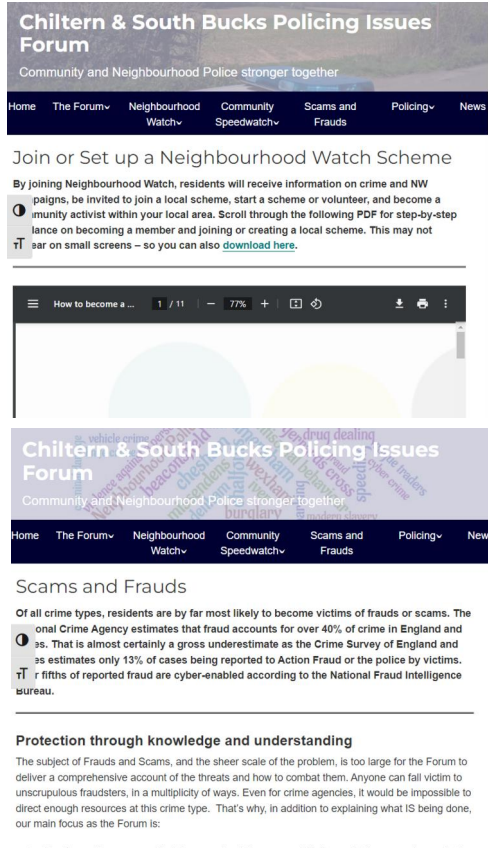 Chiltern & South Bucks Policing Issues
Forum
Community and Neighbourhood Police stronger together
Home The Forum Neighbourhood Watch Community Speedwatch Scams and Frauds Policing News
Join or Set up a Neighbourhood Watch Scheme
By joining Neighbourhood Watch, residents will receive information on crime and NW
paigns, be invited to join a local scheme, start a scheme or volunteer, and become a
munity activist within your local area. Scroll through the following PDF for step-by-step
dance on becoming a member and joining or creating a local scheme. This may not
ear on small screens – so you can also download here.
How to become a ... 1 / 11 − 77% +
Chiltern & South Bucks Policing Issues
Forum
Community and Neighbourhood Police stronger together
vehicle crime
drug dealing
burglary
modern slavery
cyber crime
Home The Forum Neighbourhood Watch Community Speedwatch Scams and Frauds Policing New
Scams and Frauds
Of all crime types, residents are by far most likely to become victims of frauds or scams. The
onal Crime Agency estimates that fraud accounts for over 40% of crime in England and
es. That is almost certainly a gross underestimate as the Crime Survey of England and
es estimates only 13% of cases being reported to Action Fraud or the police by victims.
r fifths of reported fraud are cyber-enabled according to the National Fraud Intelligence
Bureau.
Protection through knowledge and understanding
The subject of Frauds and Scams, and the sheer scale of the problem, is too large for the Forum to
deliver a comprehensive account of the threats and how to combat them. Anyone can fall victim to
unscrupulous fraudsters, in a multiplicity of ways. Even for crime agencies, it would be impossible to
direct enough resources at this crime type. That's why, in addition to explaining what IS being done,
our main focus as the Forum is: